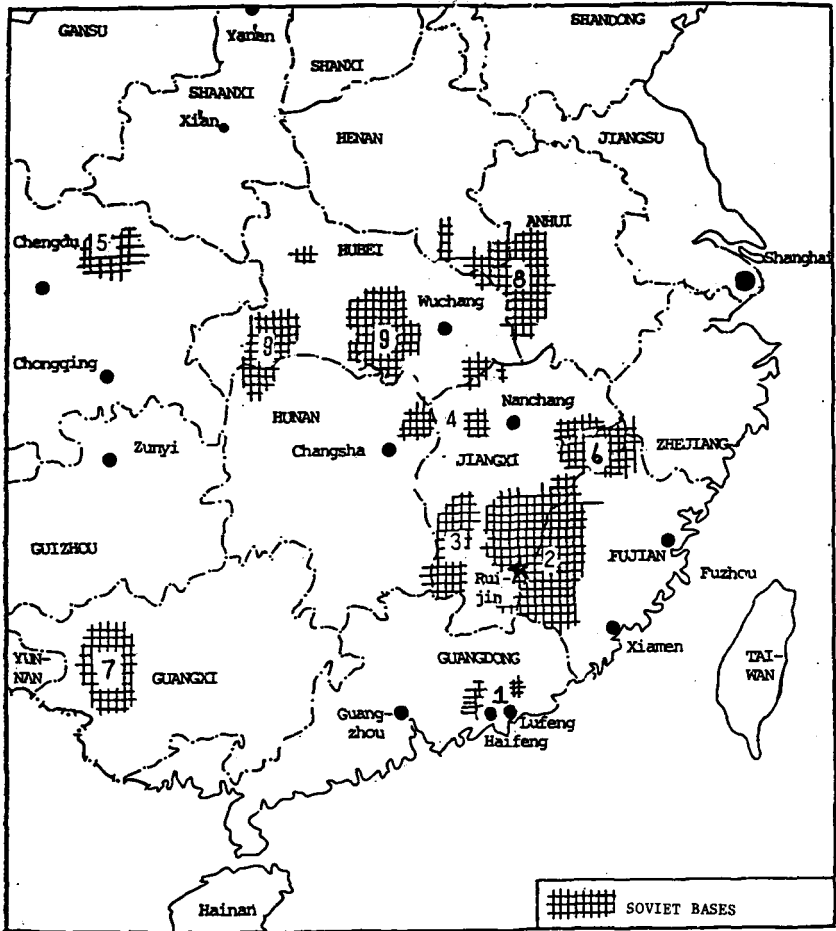 GANSU
Yanan
SHANDONG
SHANXI
SHAANXI
Xian
HENAN
JIANGSU
ANHUI
Chengdu
15
HUBEI
Shanghai
8
Wuchang
9
9
Chongqing
Nanchang
HUNAN
4
Zunyi
Changsha
ZHEJIANG
JIANGXI
6
GUIZHOU
3
2
FUJIAN
Rui-
jin
Fuzhou
Xiamen
YUN-
NAN
7
GUANGXI
GUANGDONG
TAI-
WAN
1
Guang-
zhou
Lufeng
Haifeng
Hainan
SOVIET BASES